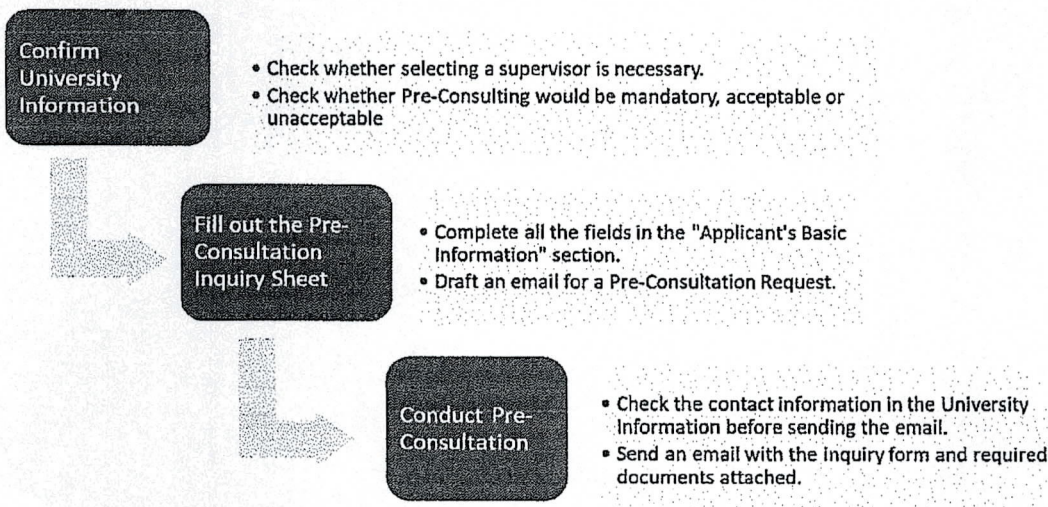 Confirm
University
Information
• Check whether selecting a supervisor is necessary.
• Check whether Pre-Consulting would be mandatory, acceptable or
unacceptable
Fill out the Pre-
Consultation
Inquiry Sheet
• Complete all the fields in the "Applicant's Basic
Information" section.
• Draft an email for a Pre-Consultation Request.
Conduct Pre-
Consultation
• Check the contact information in the University
Information before sending the email.
• Send an email with the inquiry form and required
documents attached.